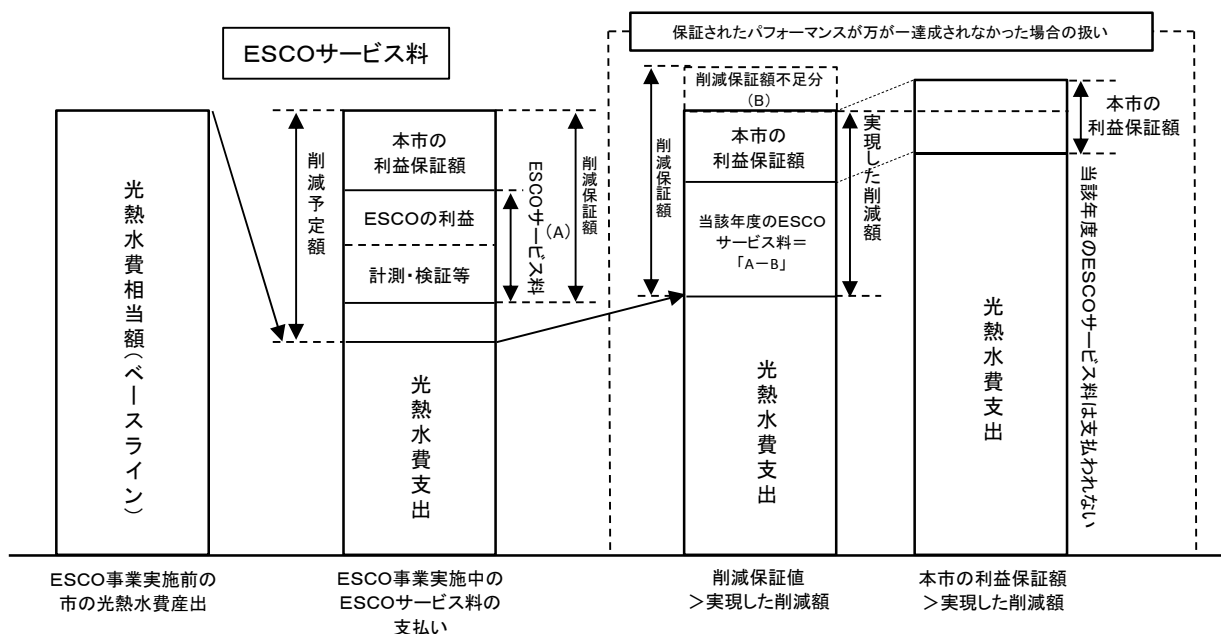 ESCOサービス料
保証されたパフォーマンスが万が一達成されなかった場合の扱い
光熱水費相当額(ベースライン)
削減予定額
本市の
利益保証額
ESCOの利益
計測・検証等
光熱水費支出
ESCOサービス料
(A)
削減保証額
削減保証額
削減保証額不足分
(B)
本市の
利益保証額
当該年度のESCO
サービス料=
「A-B」
光熱水費支出
実現した削減額
光熱水費支出
本市の
利益保証額
当該年度のESCOサービス料は支払われない
ESCO事業実施前の
市の光熱水費産出
ESCO事業実施中の
ESCOサービス料の
支払い
削減保証値
>実現した削減額
本市の利益保証額
>実現した削減額